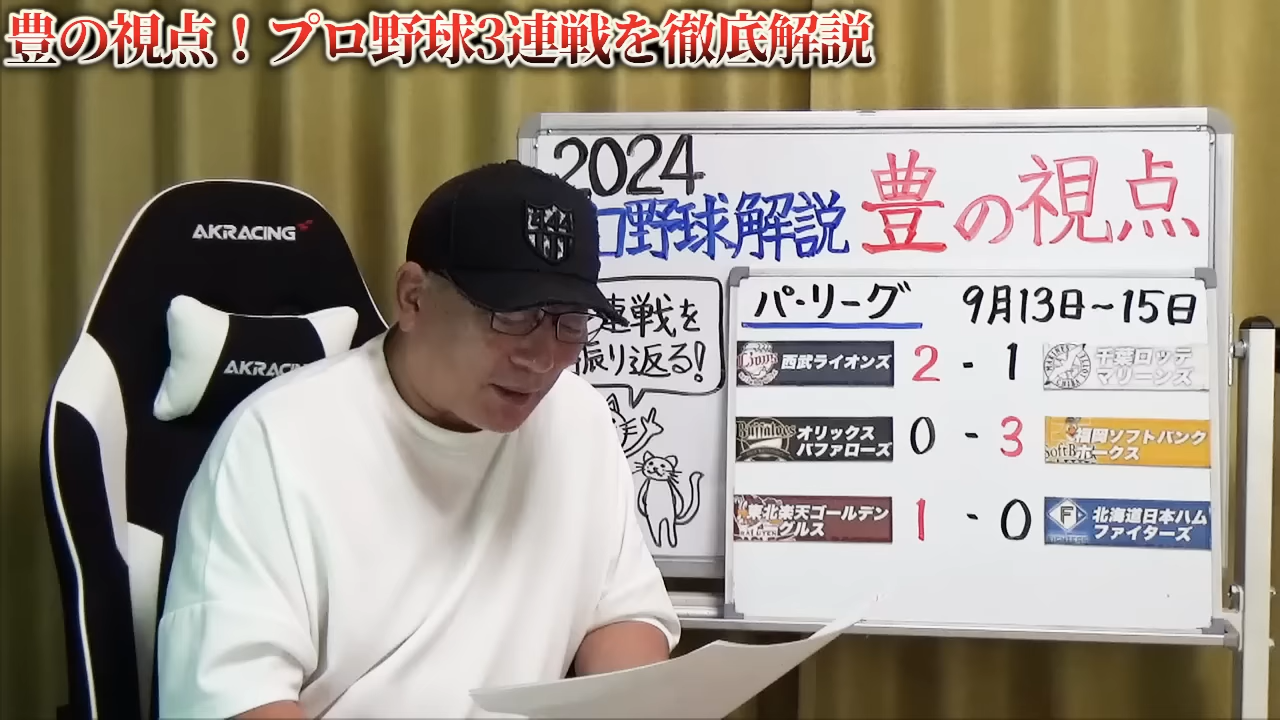 豊の視点！プロ野球3連戦を徹底解説
2024
プロ野球解説 豊の視点
連戦を
振り返る!
パ・リーグ 9月13日~15日
西武ライオンズ 2 - 1 千葉ロッテ
マリーンズ
オリックス
バファローズ 0 - 3 福岡ソフトバンク
ホークス
東北楽天ゴールデン
グルス 1 - 0 北海道日本ハム
ファイターズ
AKRACING
AKRACING
Lions
Buffaloes
SoftB
F